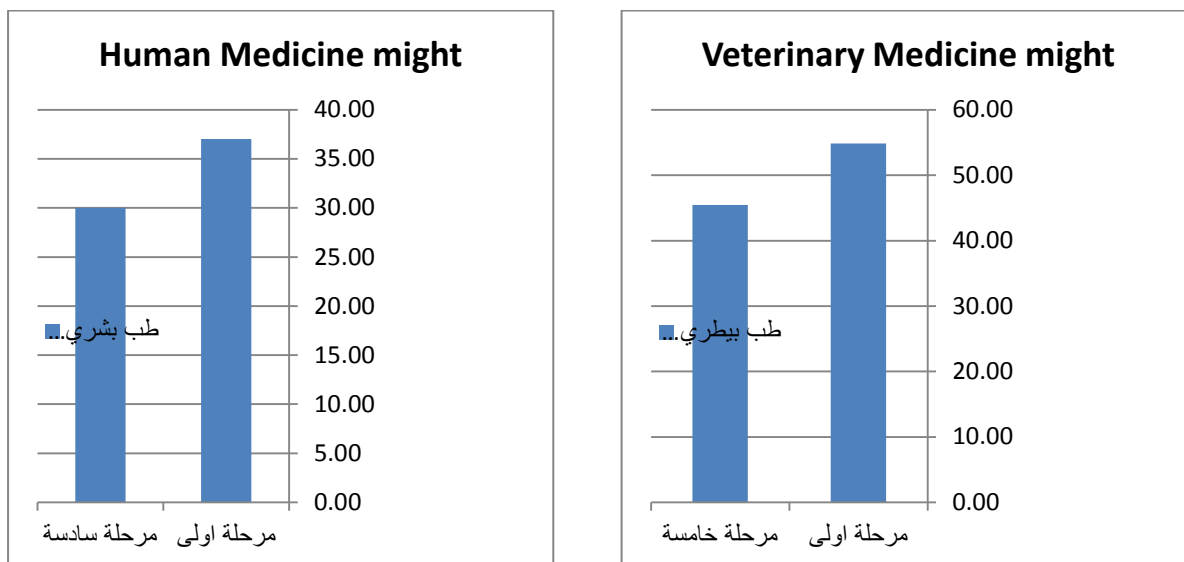 Human Medicine might
40.00
35.00
30.00
25.00
20.00
15.00
10.00
5.00
0.00
طب بشري...
مرحلة اولى
مرحلة سادسة
Veterinary Medicine might
60.00
50.00
40.00
30.00
20.00
10.00
0.00
طب بيطري...
مرحلة اولى
مرحلة خامسة